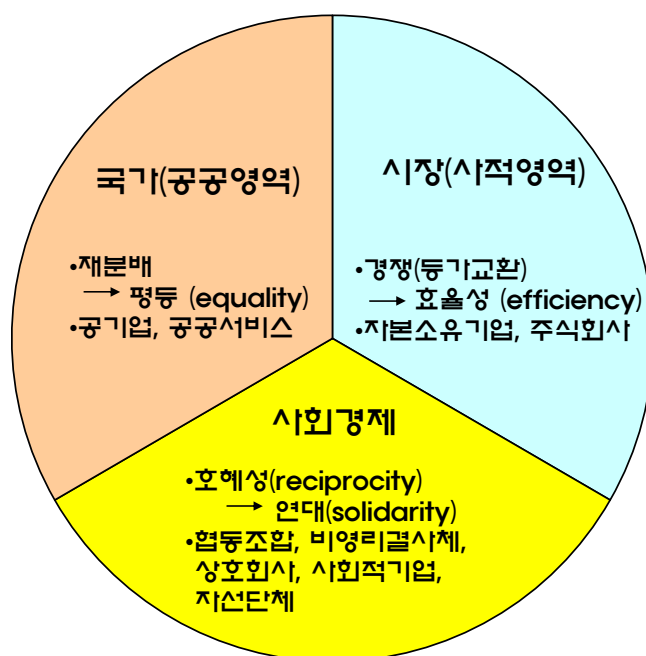 국가(공공영역)
•재분배
→ 평등 (equality)
•공기업, 공공서비스
시장(사적영역)
•경쟁(등가교환)
→ 효율성 (efficiency)
•자본소유기업, 주식회사
사회경제
•호혜성(reciprocity)
→ 연대(solidarity)
•협동조합, 비영리결사체,
상호회사, 사회적기업,
자선단체